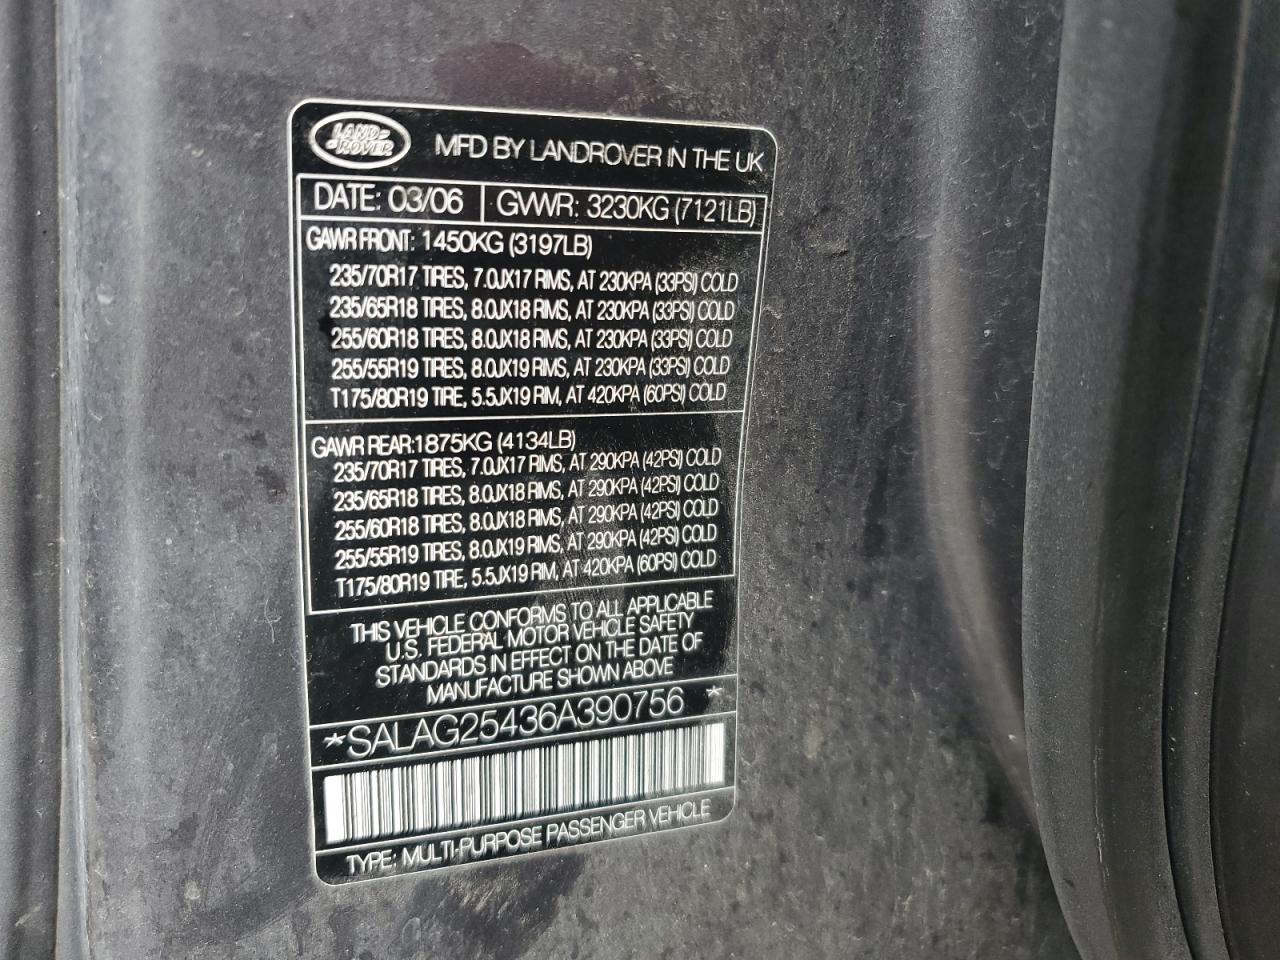 LAND-
-ROVER
MFD BY LANDROVER IN THE UK
DATE: 03/06 GVWR: 3230KG (7121LB)
GAWR FRONT: 1450KG (3197LB)
235/70R17 TIRES, 7.0JX17 RIMS, AT 230KPA (33PSI) COLD
235/65R18 TIRES, 8.0JX18 RIMS, AT 230KPA (33PSI) COLD
255/60R18 TIRES, 8.0JX18 RIMS, AT 230KPA (33PSI) COLD
255/55R19 TIRES, 8.0JX19 RIMS, AT 230KPA (33PSI) COLD
T175/80R19 TIRE, 5.5JX19 RIM, AT 420KPA (60PSI) COLD
GAWR REAR:1875KG (4134LB)
235/70R17 TIRES, 7.0JX17 RIMS, AT 290KPA (42PSI) COLD
235/65R18 TIRES, 8.0JX18 RIMS, AT 290KPA (42PSI) COLD
255/60R18 TIRES, 8.0JX18 RIMS, AT 290KPA (42PSI) COLD
255/55R19 TIRES, 8.0JX19 RIMS, AT 290KPA (42PSI) COLD
T175/80R19 TIRE, 5.5JX19 RIM, AT 420KPA (60PSI) COLD
THIS VEHICLE CONFORMS TO ALL APPLICABLE
U.S. FEDERAL MOTOR VEHICLE SAFETY
STANDARDS IN EFFECT ON THE DATE OF
MANUFACTURE SHOWN ABOVE
*SALAG25436A390756 *
TYPE: MULTI-PURPOSE PASSENGER VEHICLE